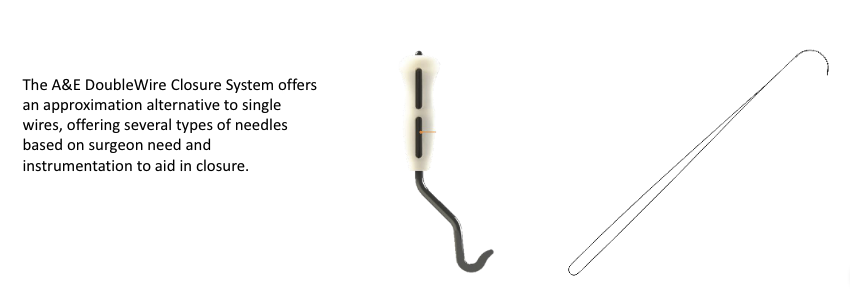 The A&E DoubleWire Closure System offers
an approximation alternative to single
wires, offering several types of needles
based on surgeon need and
instrumentation to aid in closure.